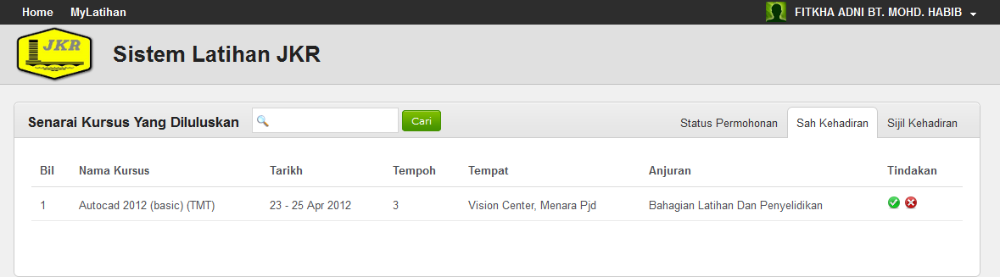 Home MyLatihan FITKHA ADNI BT. MOHD. HABIB
JKR Sistem Latihan JKR
Senarai Kursus Yang Diluluskan Cari Status Permohonan Sah Kehadiran Sijil Kehadiran
Bil Nama Kursus Tarikh Tempoh Tempat Anjuran Tindakan
1 Autocad 2012 (basic) (TMT) 23 - 25 Apr 2012 3 Vision Center, Menara Pjd Bahagian Latihan Dan Penyelidikan